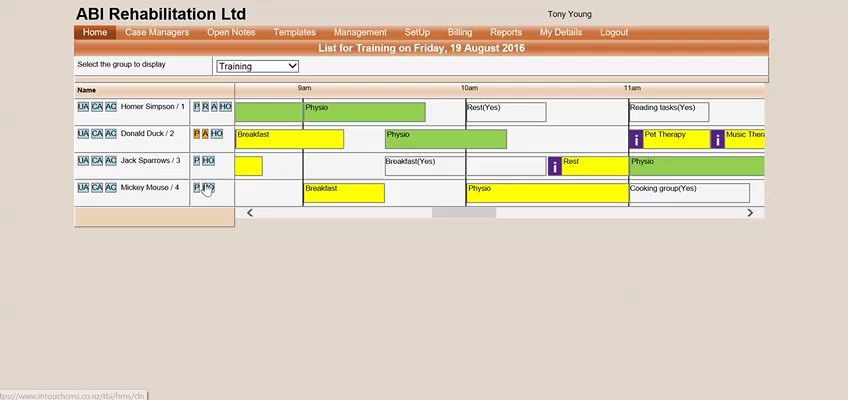 ABI Rehabilitation Ltd
Tony Young
Home Case Managers Open Notes Templates Management SetUp Billing Reports My Details Logout
List for Training on Friday, 19 August 2016
Select the group to display Training
Name 9am 10am 11am
UA CA AC Homer Simpson / 1 P R A HO Physio Rest(Yes) Reading tasks(Yes)
UA CA AC Donald Duck / 2 P A HO Breakfast Physio i Pet Therapy i Music Thera
UA CA AC Jack Sparrows / 3 P HO Breakfast(Yes) i Rest Physio
UA CA AC Mickey Mouse / 4 P Breakfast Physio Cooking group(Yes)
tps://www.intouchcms.co.nz/tbi/hms/cln